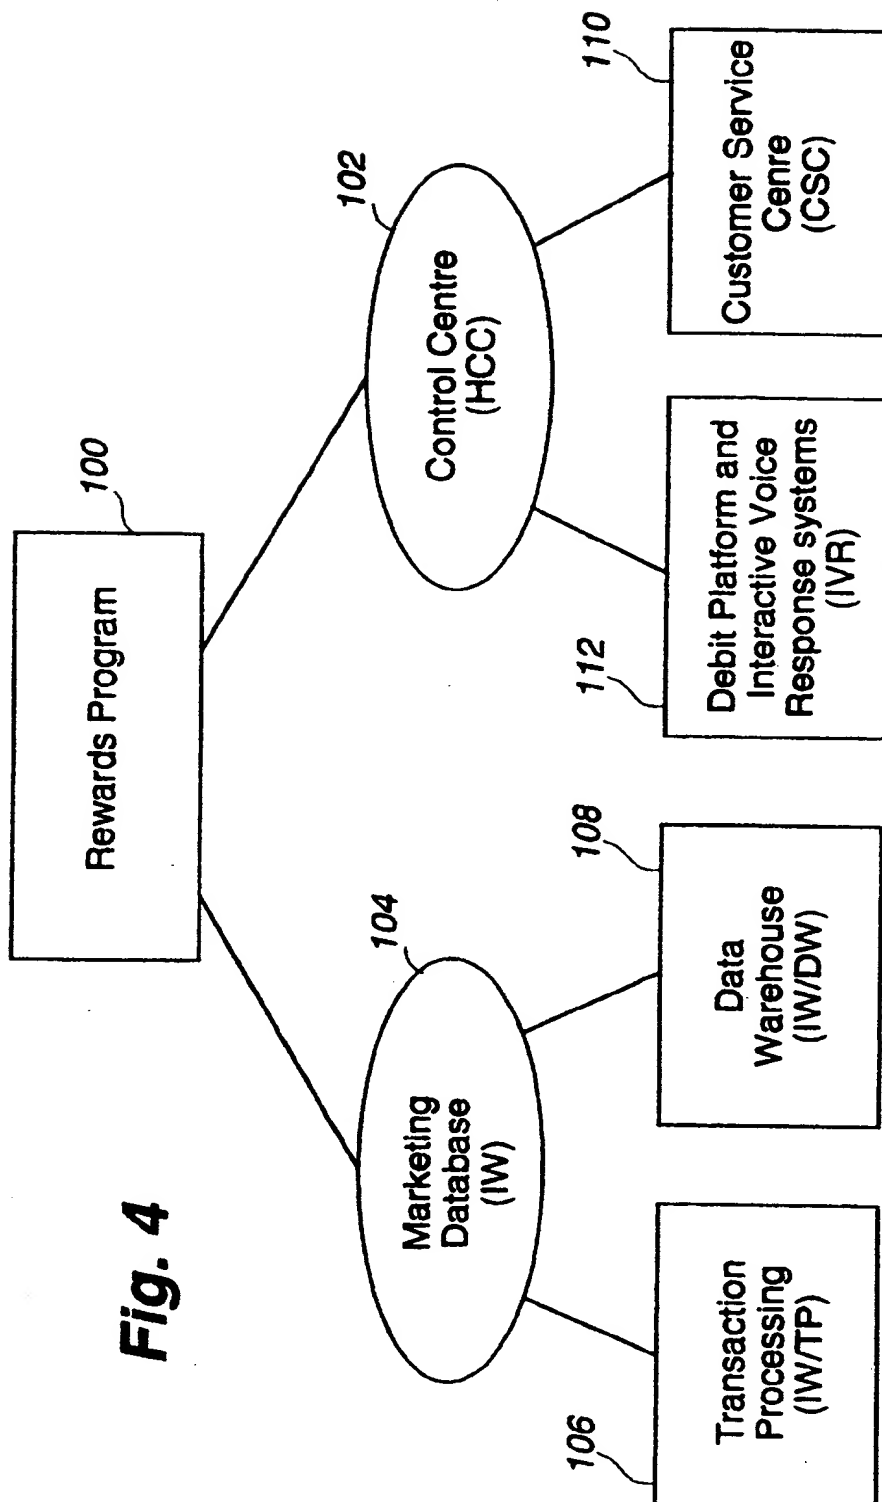 Fig. 4
Rewards Program
100
Marketing
Database
(IW)
104
Control Centre
(HCC)
102
Transaction
Processing
(IW/TP)
106
Data
Warehouse
(IW/DW)
108
Debit Platform and
Interactive Voice
Response systems
(IVR)
112
Customer Service
Cenre
(CSC)
110